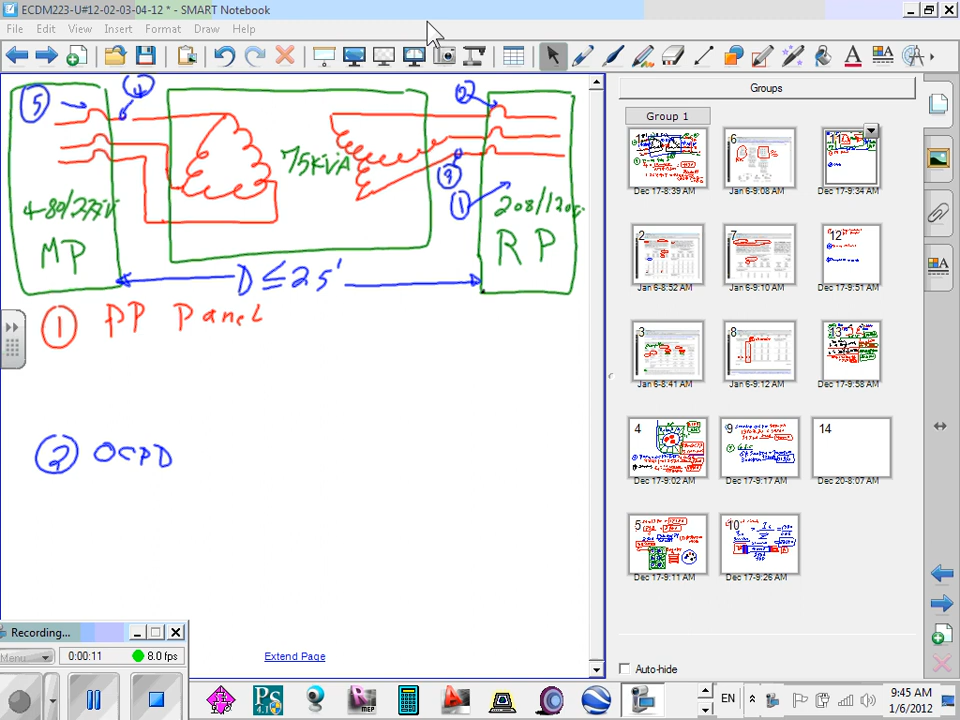 ECDM223-U#12-02-03-04-12 * - SMART Notebook
File Edit View Insert Format Draw Help
5 4 2
75KVA
3
1
480/277V 208/120V
MP RP
D ≤ 25'
1 PP Panel
2 OCPD
Extend Page
Groups
Group 1
1 6 11
Dec 17-8:39 AM Jan 6-9:08 AM Dec 17-9:34 AM
2 7 12
Jan 6-8:52 AM Jan 6-9:10 AM Dec 17-9:51 AM
3 8 13
Jan 6-8:41 AM Jan 6-9:12 AM Dec 17-9:58 AM
4 9 14
Dec 17-9:02 AM Dec 17-9:17 AM Dec 20-8:07 AM
5 10
Dec 17-9:11 AM Dec 17-9:26 AM
Auto-hide
Recording...
Menu 0:00:11 8.0 fps
Ps
4.1
MEP
EN
9:45 AM
1/6/2012